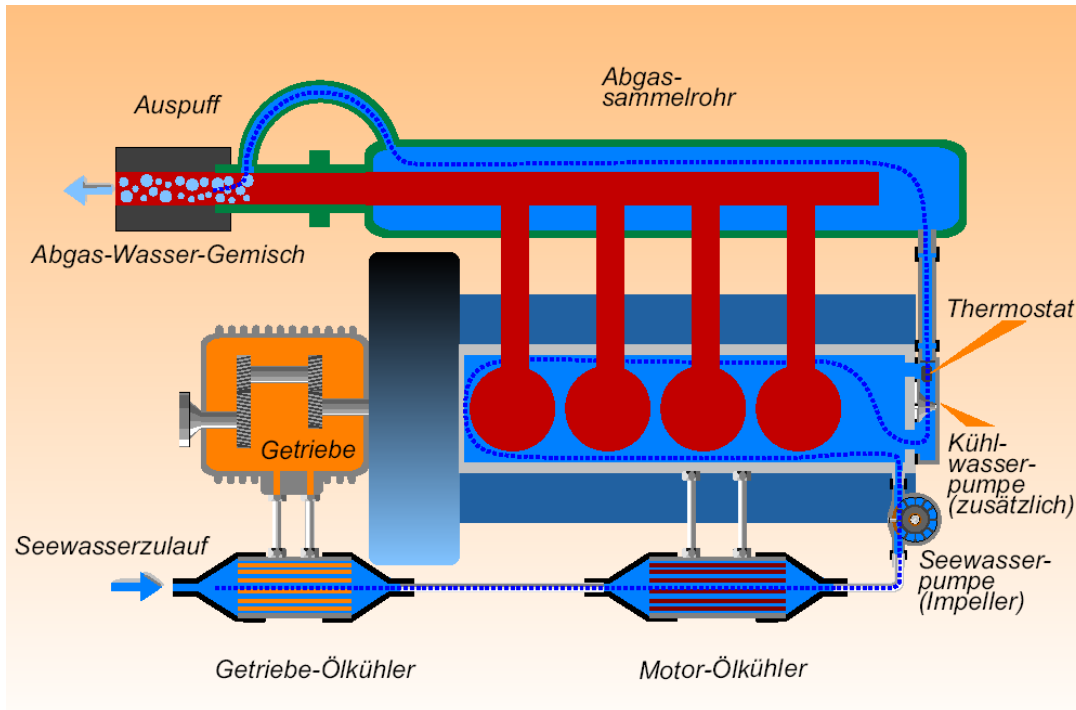 Abgas-
sammelrohr
Auspuff
Abgas-Wasser-Gemisch
Thermostat
Getriebe
Kühl-
wasser-
pumpe
(zusätzlich)
Seewasserzulauf
Seewasser-
pumpe
(Impeller)
Getriebe-Ölkühler
Motor-Ölkühler